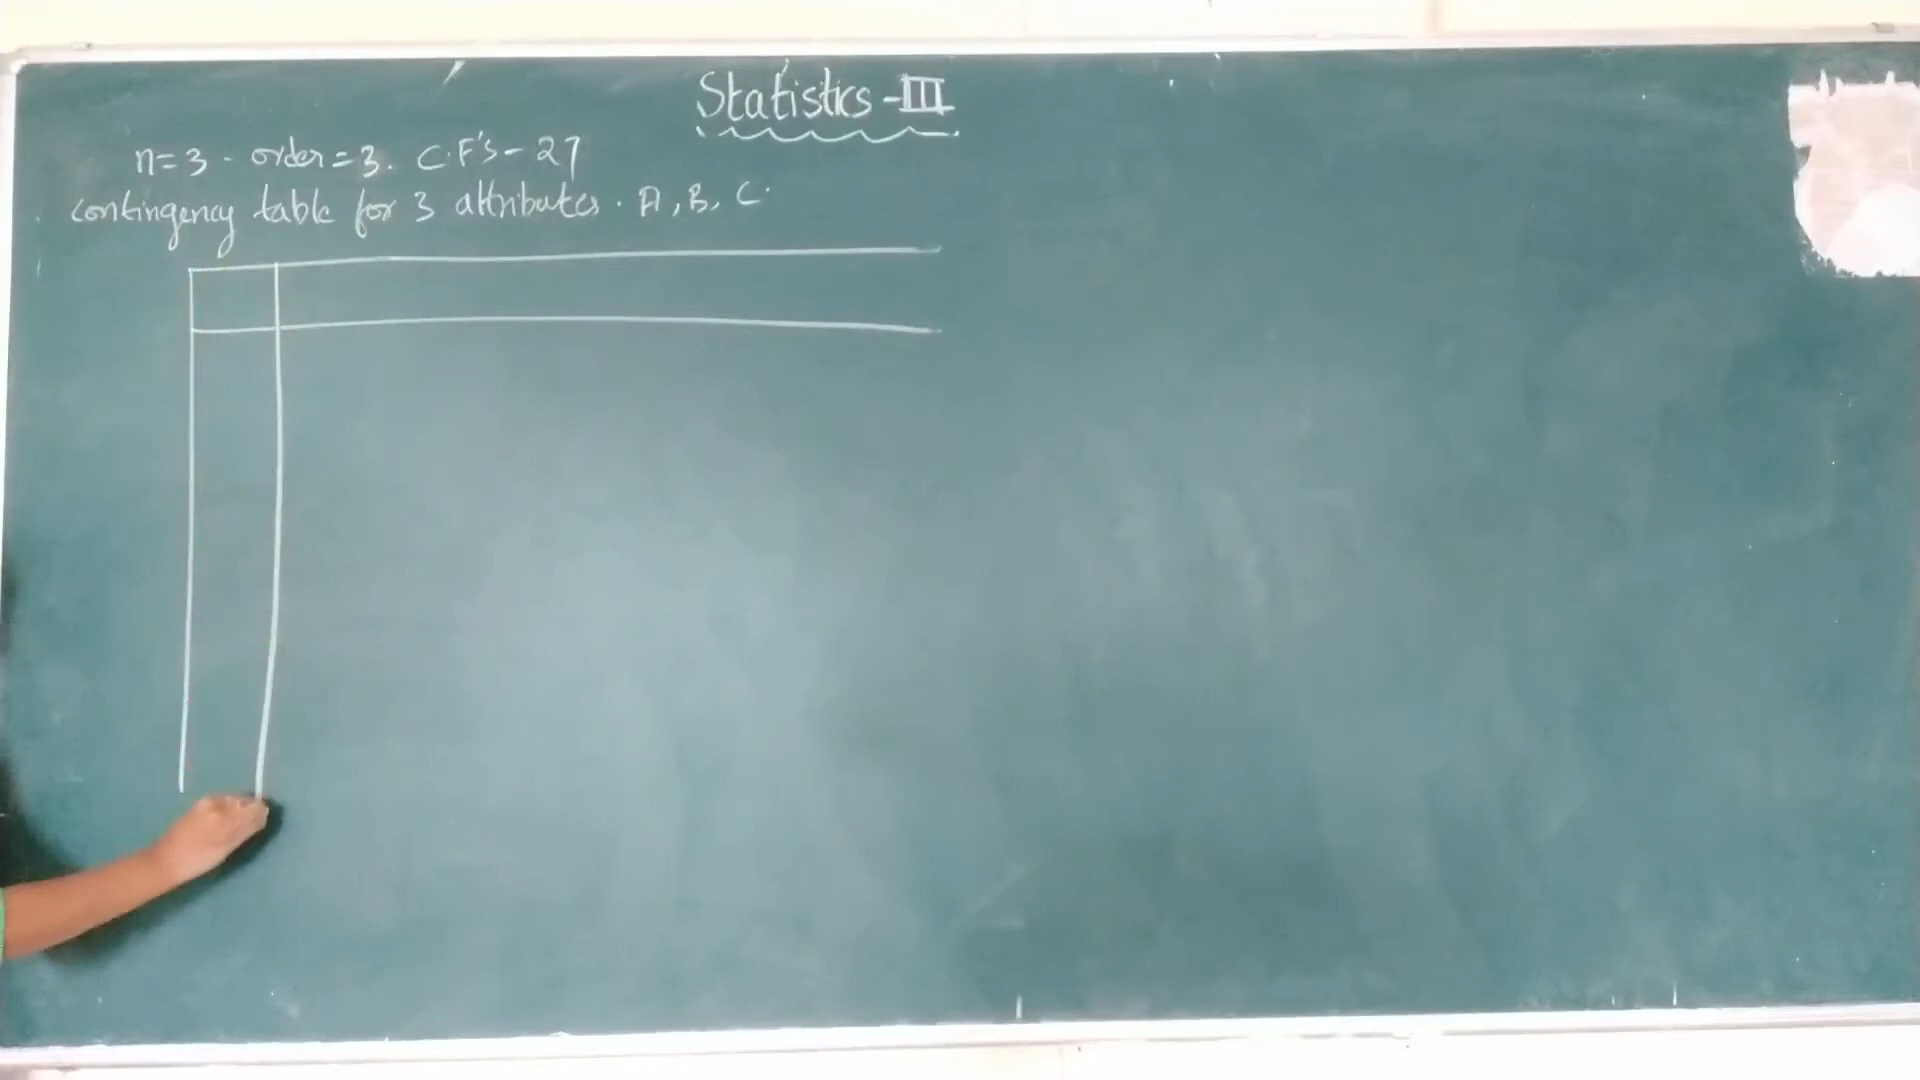 Statistics-III
n=3 - order=3. C.F's-27
contingency table for 3 attributes. A, B, C.